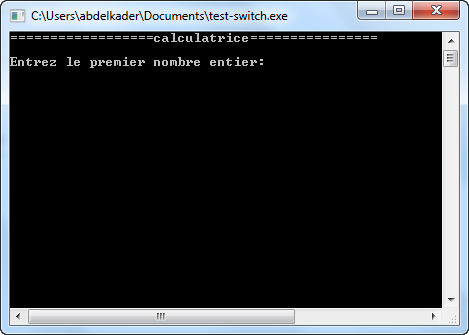 C:\Users\abdelkader\Documents\test-switch.exe
==================calculatrice================
Entrez le premier nombre entier: